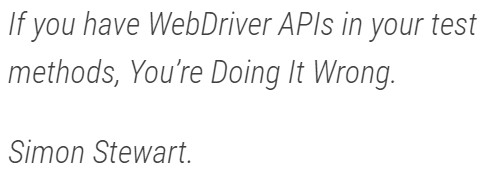 If you have WebDriver APIs in your test
methods, You’re Doing It Wrong.
Simon Stewart.